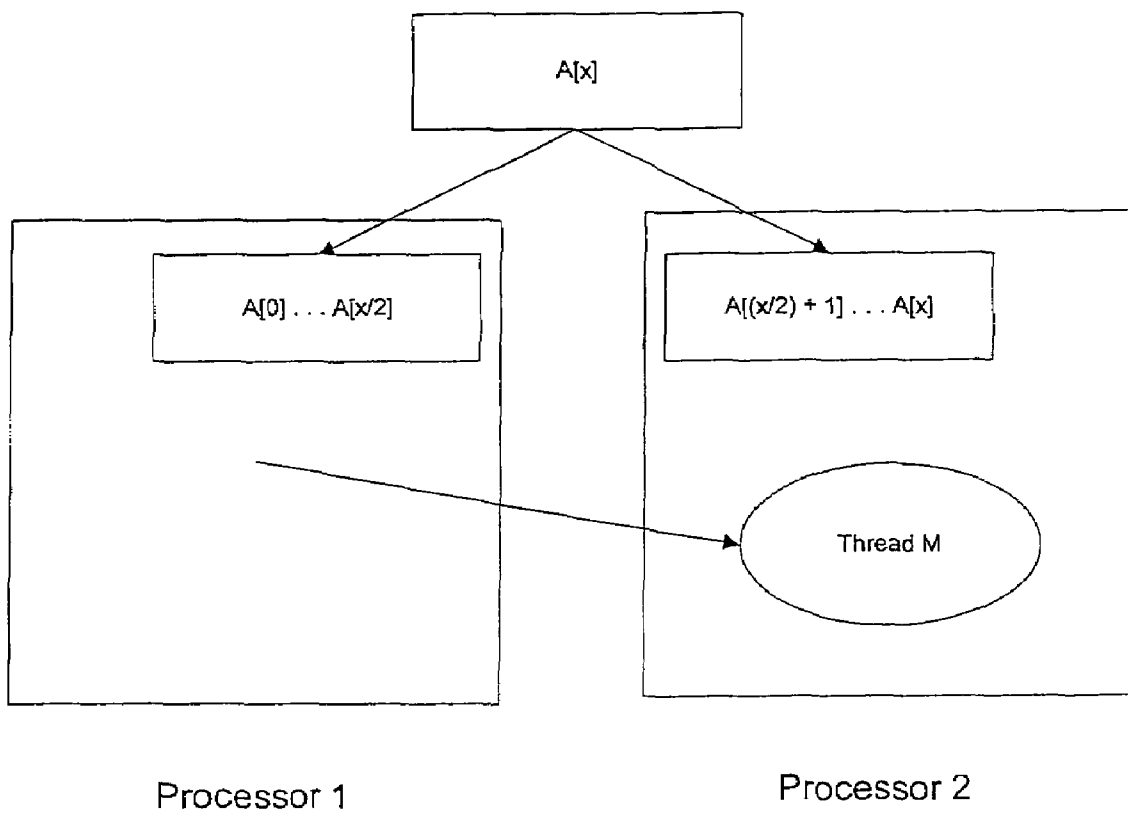 A[x]
A[0] . . . A[x/2]
A[(x/2) + 1] . . . A[x]
Thread M
Processor 1
Processor 2